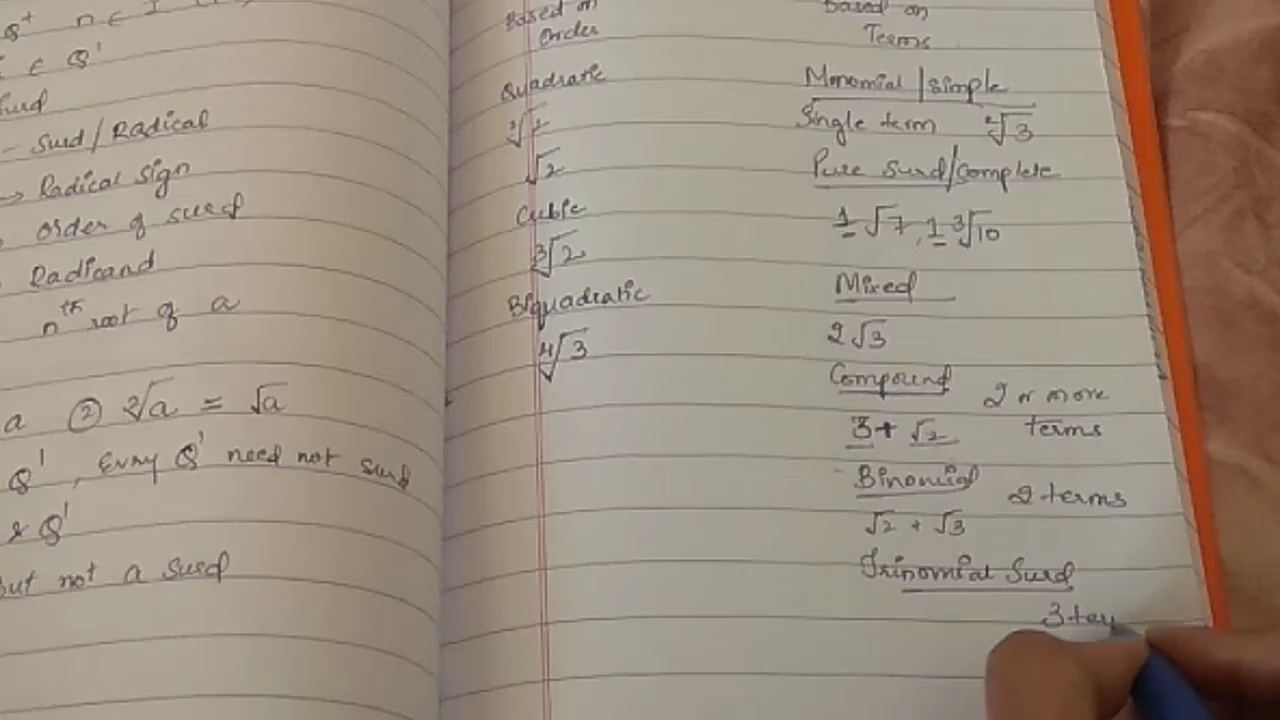 Q⁺ n ∈ I
∈ Q'
Surd
- Surd / Radical
→ Radical Sign
Order of surd
Radicand
nᵗʰ root of a
a ② ²√a = √a
Q' , Every Q' need not surd
& Q'
but not a surd
Based on
Order
Quadratic
²√2
√2
Cubic
³√2
Biquadratic
⁴√3
Based on
Terms
Monomial / simple
Single term ²√3
Pure Surd / Complete
1√7, 1 ³√10
Mixed
2√3
Compound 2 or more
3 + √2 terms
Binomial 2 terms
√2 + √3
Trinomial Surd
3 te